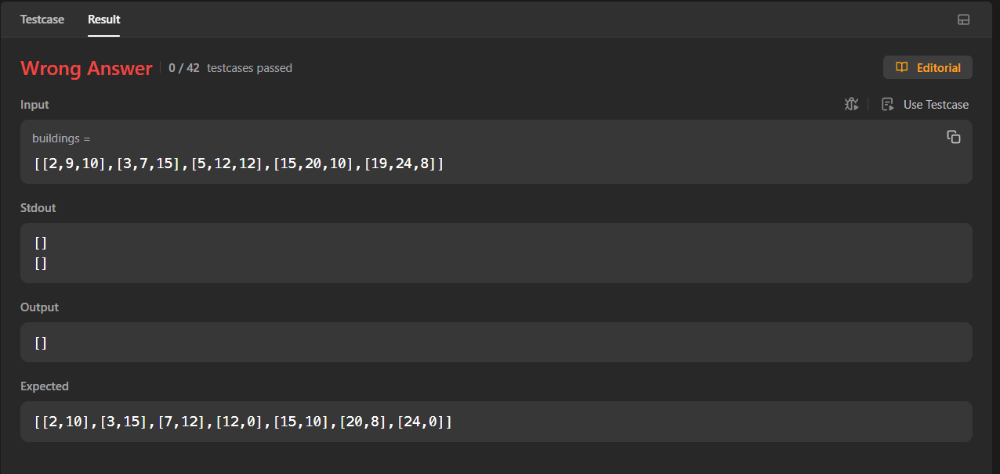 Testcase Result
Wrong Answer 0 / 42 testcases passed Editorial
Input Use Testcase
buildings =
[[2,9,10],[3,7,15],[5,12,12],[15,20,10],[19,24,8]]
Stdout
[]
[]
Output
[]
Expected
[[2,10],[3,15],[7,12],[12,0],[15,10],[20,8],[24,0]]